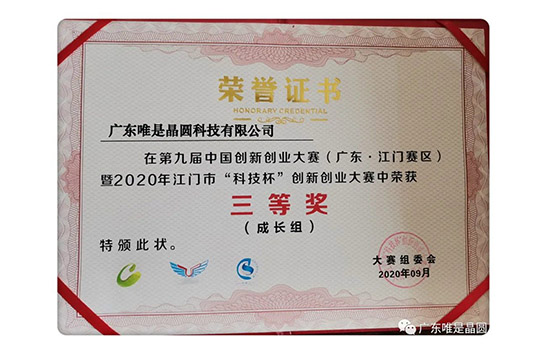 荣誉证书
HONORARY CREDENTIAL
广东唯是晶圆科技有限公司
在第九届中国创新创业大赛（广东·江门赛区）
暨2020年江门市“科技杯”创新创业大赛中荣获
三等奖
（成长组）
特颁此状。
大赛组委会
2020年09月
广东唯是晶圆